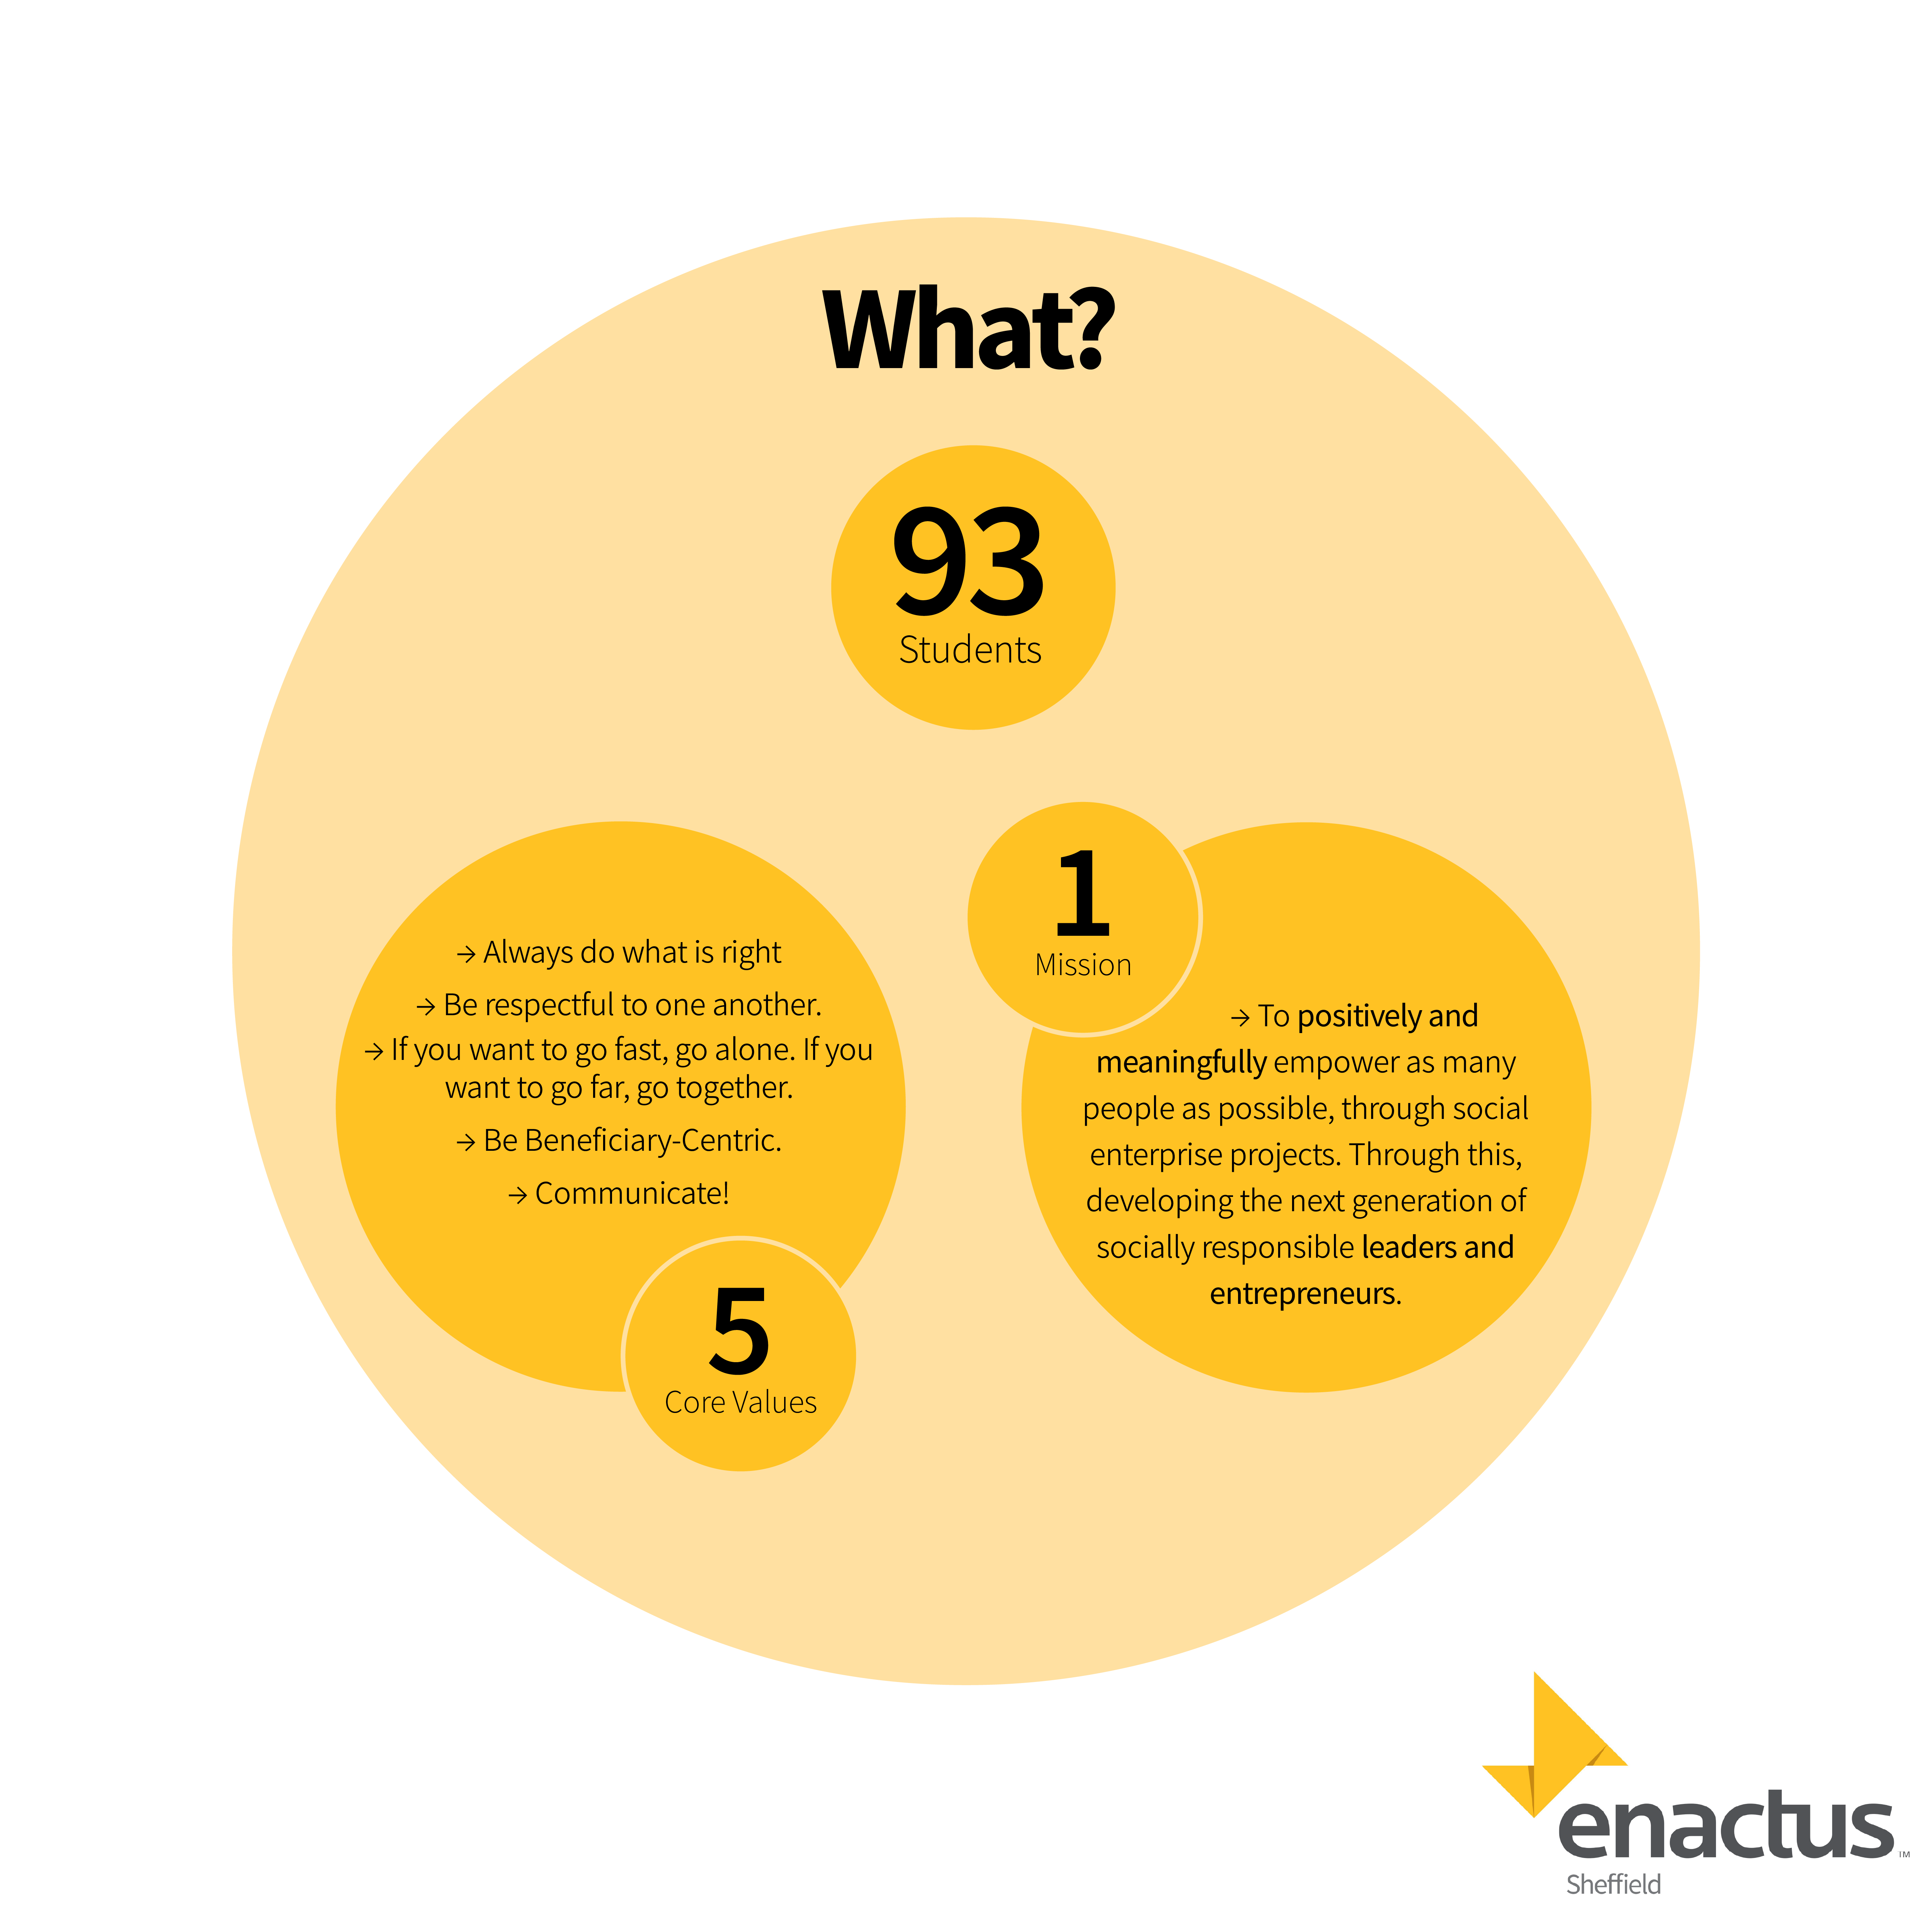 What?
93
Students
→ Always do what is right
→ Be respectful to one another.
→ If you want to go fast, go alone. If you
want to go far, go together.
→ Be Beneficiary-Centric.
→ Communicate!
5
Core Values
1
Mission
→ To positively and
meaningfully empower as many
people as possible, through social
enterprise projects. Through this,
developing the next generation of
socially responsible leaders and
entrepreneurs.
enactus™
Sheffield